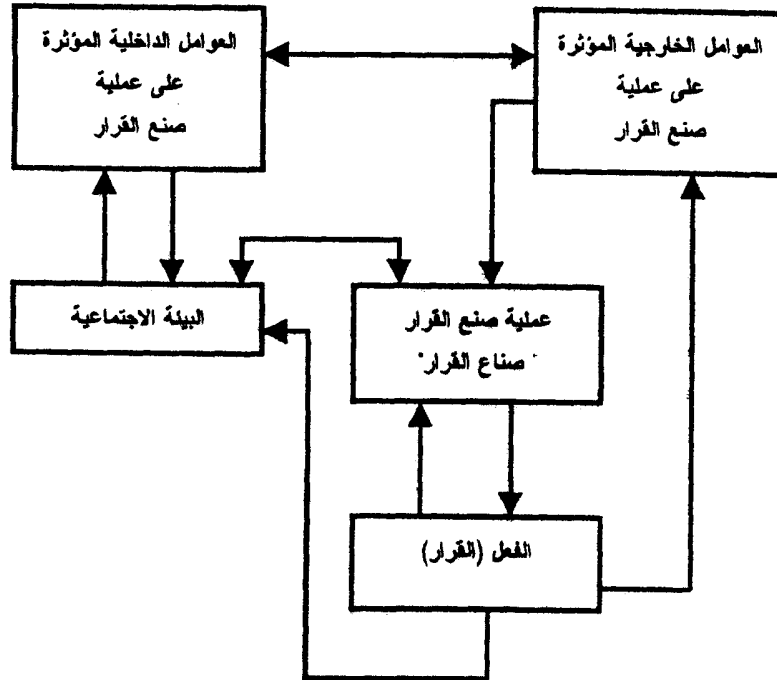 العوامل الخارجية المؤثرة
على عملية
صنع القرار
العوامل الداخلية المؤثرة
على عملية
صنع القرار
عملية صنع القرار
صناع القرار
البيئة الاجتماعية
الفعل (القرار)